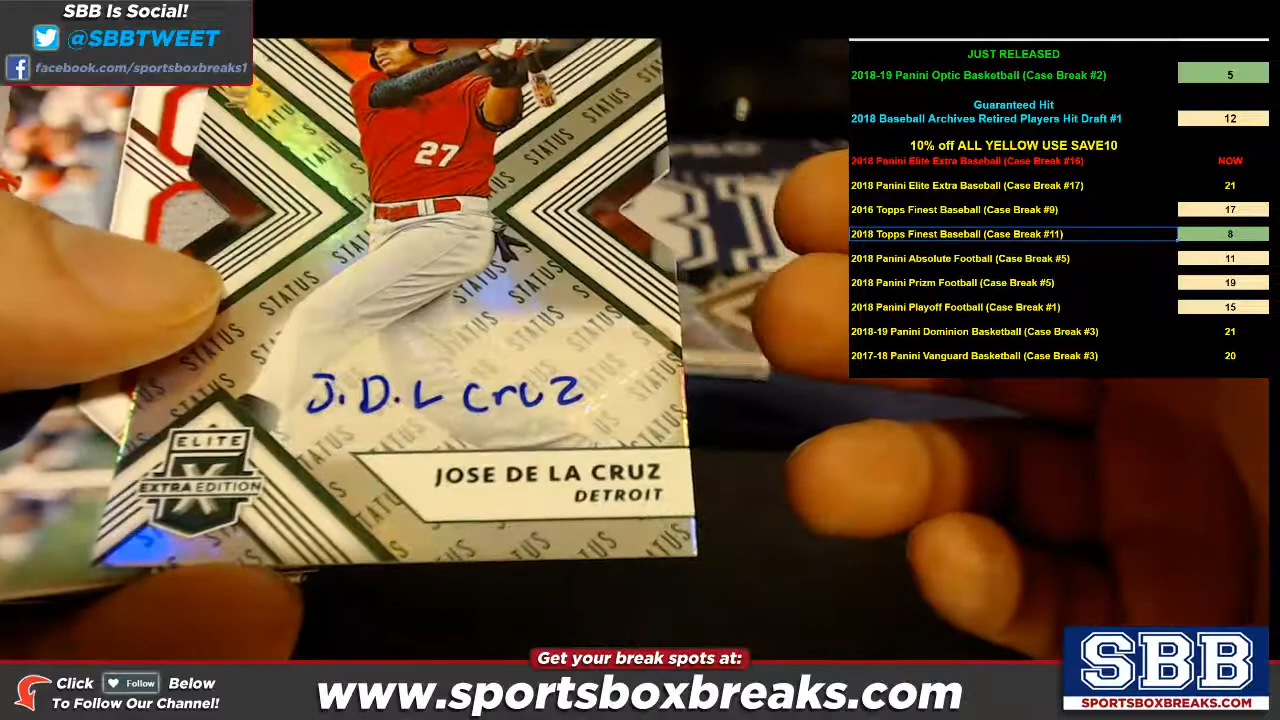 SBB Is Social!
@SBBTWEET
facebook.com/sportsboxbreaks1
JUST RELEASED
2018-19 Panini Optic Basketball (Case Break #2) 5
Guaranteed Hit
2018 Baseball Archives Retired Players Hit Draft #1 12
10% off ALL YELLOW USE SAVE10
2018 Panini Elite Extra Baseball (Case Break #16) NOW
2018 Panini Elite Extra Baseball (Case Break #17) 21
2016 Topps Finest Baseball (Case Break #9) 17
2018 Topps Finest Baseball (Case Break #11) 8
2018 Panini Absolute Football (Case Break #5) 11
2018 Panini Prizm Football (Case Break #5) 19
2018 Panini Playoff Football (Case Break #1) 15
2018-19 Panini Dominion Basketball (Case Break #3) 21
2017-18 Panini Vanguard Basketball (Case Break #3) 20
27
STATUS
STATUS
STATUS
STATUS
STATUS
STATUS
STATUS
J.D.L Cruz
ELITE
X
EXTRA EDITION
JOSE DE LA CRUZ
DETROIT
Get your break spots at:
Click Follow Below
To Follow Our Channel!
www.sportsboxbreaks.com
SBB
SPORTSBOXBREAKS.COM